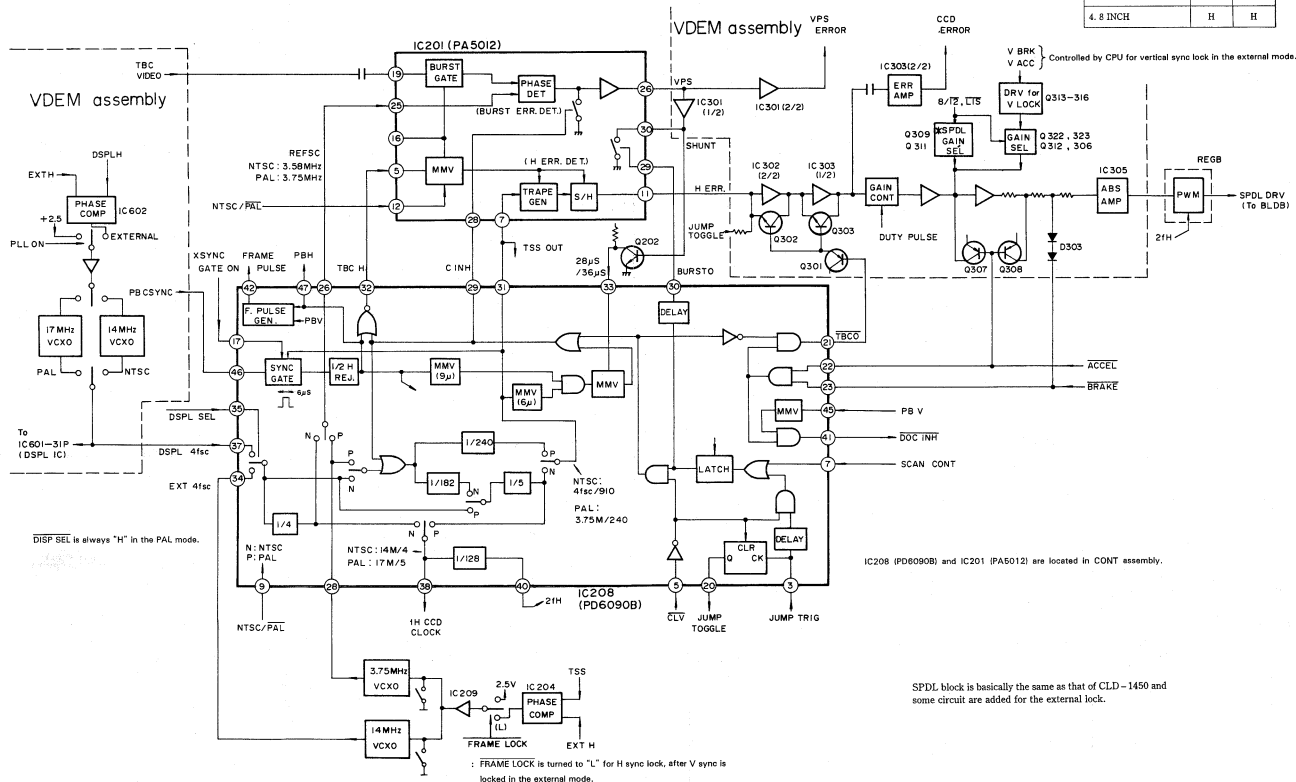 4. 8 INCH H H
VDEM assembly
VPS
ERROR
CCD
ERROR
V BRK
V ACC
Controlled by CPU for vertical sync lock in the external mode.
IC201 (PA5012)
TBC
VIDEO
19
BURST
GATE
PHASE
DET
(BURST ERR. DET.)
26
VPS
IC301
(1/2)
IC301 (2/2)
IC303(2/2)
ERR
AMP
DRV for
V LOCK
Q313-316
8/12, LIS
Q309
Q311
*SPDL
GAIN
SEL
GAIN
SEL
Q322, 323
Q312, 306
VDEM assembly
25
16
30
SHUNT
29
REFSC
NTSC: 3.58MHz
PAL: 3.75MHz
5
MMV
(H ERR. DET.)
TRAPE
GEN
S/H
11
H ERR.
IC302
(2/2)
IC303
(1/2)
GAIN
CONT
DUTY PULSE
IC305
ABS
AMP
REGB
PWM
2fH
SPDL DRV
(To BLDB)
NTSC/PAL
12
28
7
JUMP
TOGGLE
Q302
Q303
Q301
Q307
Q308
D303
DSPLH
EXTH
PHASE
COMP
IC602
+2.5
EXTERNAL
PLL ON
TSS OUT
Q202
28µS
/36µS
BURSTO
XSYNC
GATE ON
FRAME
PULSE
PBH
TBC H
C INH
42
47
26
32
29
31
33
30
PBCSYNC
F. PULSE
GEN.
PBV
DELAY
17 MHz
VCXO
14MHz
VCXO
PAL
NTSC
17
46
SYNC
GATE
6µS
1/2 H
REJ.
MMV
(9µ)
MMV
(6µ)
MMV
21
TBCO
22
ACCEL
23
BRAKE
MMV
45
PB V
41
DOC INH
35
DSPL SEL
To
IC601-31P
(DSPL IC)
37
DSPL 4fsc
34
EXT 4fsc
N
P
P
N
1/240
1/182
N
P
1/5
P
N
NTSC:
4fsc/910
PAL:
3.75M/240
LATCH
7
SCAN CONT
1/4
N
P
NTSC: 14M/4
PAL: 17M/5
1/128
DELAY
CLR
Q CK
DISP SEL is always "H" in the PAL mode.
N: NTSC
P: PAL
IC208 (PD6090B) and IC201 (PA5012) are located in CONT assembly.
9
28
38
40
IC208
(PD6090B)
5
20
3
2fH
NTSC/PAL
1H CCD
CLOCK
CLV
JUMP
TOGGLE
JUMP TRIG
3.75MHz
VCXO
14MHz
VCXO
IC209
2.5V
(L)
IC204
PHASE
COMP
TSS
EXT H
FRAME LOCK
: FRAME LOCK is turned to "L" for H sync lock, after V sync is
locked in the external mode.
SPDL block is basically the same as that of CLD-1450 and
some circuit are added for the external lock.